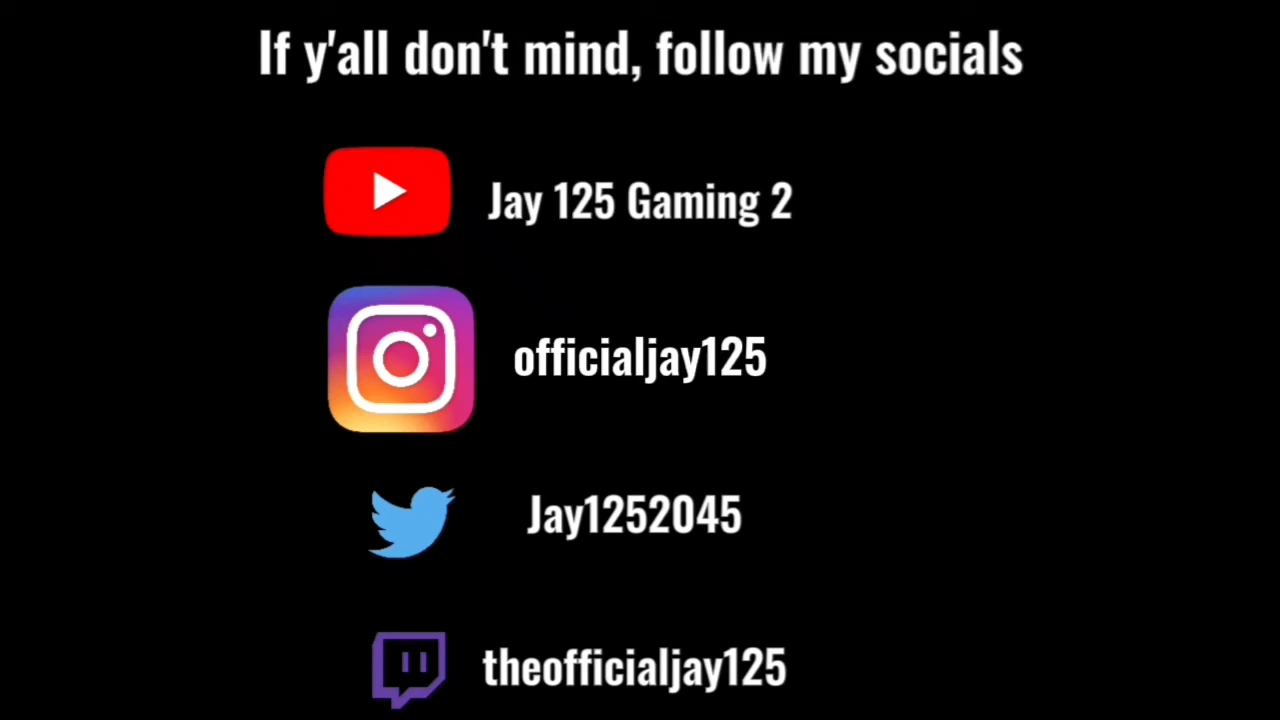 If y'all don't mind, follow my socials
Jay 125 Gaming 2
officialjay125
Jay1252045
theofficialjay125